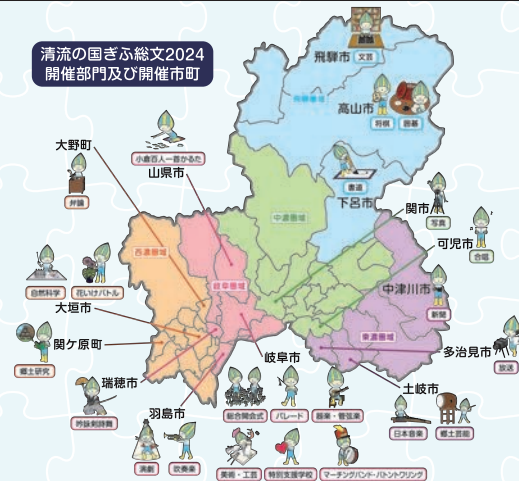 清流の国ぎふ総文2024
開催部門及び開催市町
飛騨市
文芸
飛騨圏域
高山市
将棋
囲碁
大野町
小倉百人一首かるた
山県市
弁論
書道
下呂市
関市
写真
中濃圏域
可児市
合唱
西濃圏域
岐阜圏域
自然科学
花いけバトル
中津川市
新聞
大垣市
東濃圏域
関ケ原町
郷土研究
岐阜市
多治見市
放送
瑞穂市
土岐市
吟詠剣詩舞
羽島市
総合開会式
パレード
器楽・管弦楽
日本音楽
郷土芸能
演劇
吹奏楽
美術・工芸
特別支援学校
マーチングバンド・バトントワリング